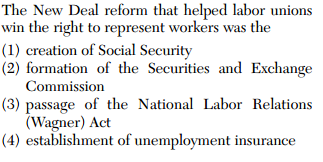 The New Deal reform that helped labor unions
win the right to represent workers was the
(1) creation of Social Security
(2) formation of the Securities and Exchange
Commission
(3) passage of the National Labor Relations
(Wagner) Act
(4) establishment of unemployment insurance